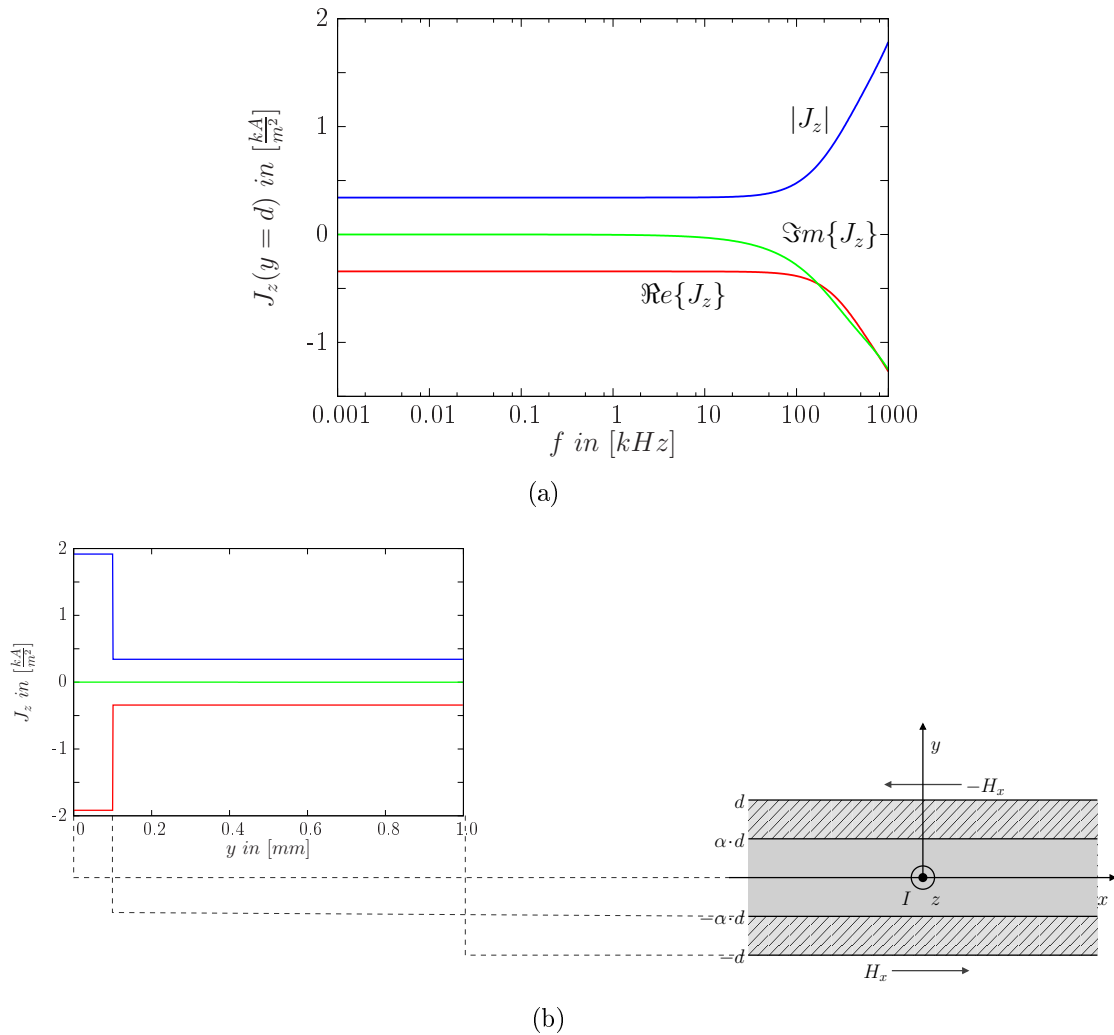 2
1
0
-1
J_z(y = d) in [kA/m²]
|J_z|
ℑm{J_z}
ℜe{J_z}
0.001 0.01 0.1 1 10 100 1000
f in [kHz]
(a)
2
1
0
-1
-2
J_z in [kA/m²]
0 0.2 0.4 0.6 0.8 1.0
y in [mm]
y
−H_x
d
α·d
I z x
−α·d
−d
H_x
(b)